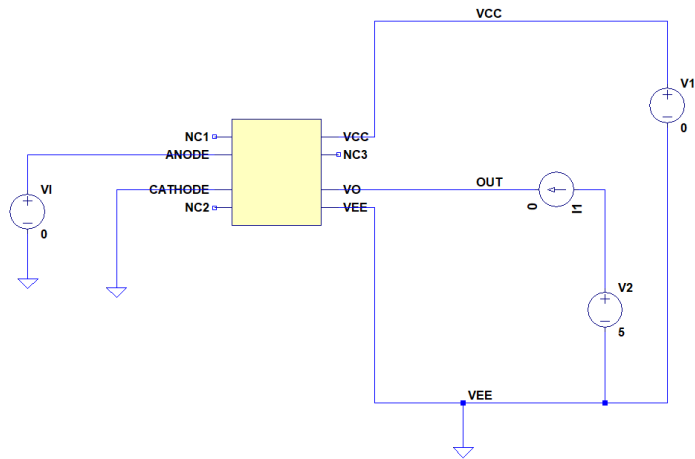 VCC
V1
0
NC1
VCC
ANODE
NC3
VI
0
CATHODE
VO
OUT
0
I1
NC2
VEE
V2
5
VEE